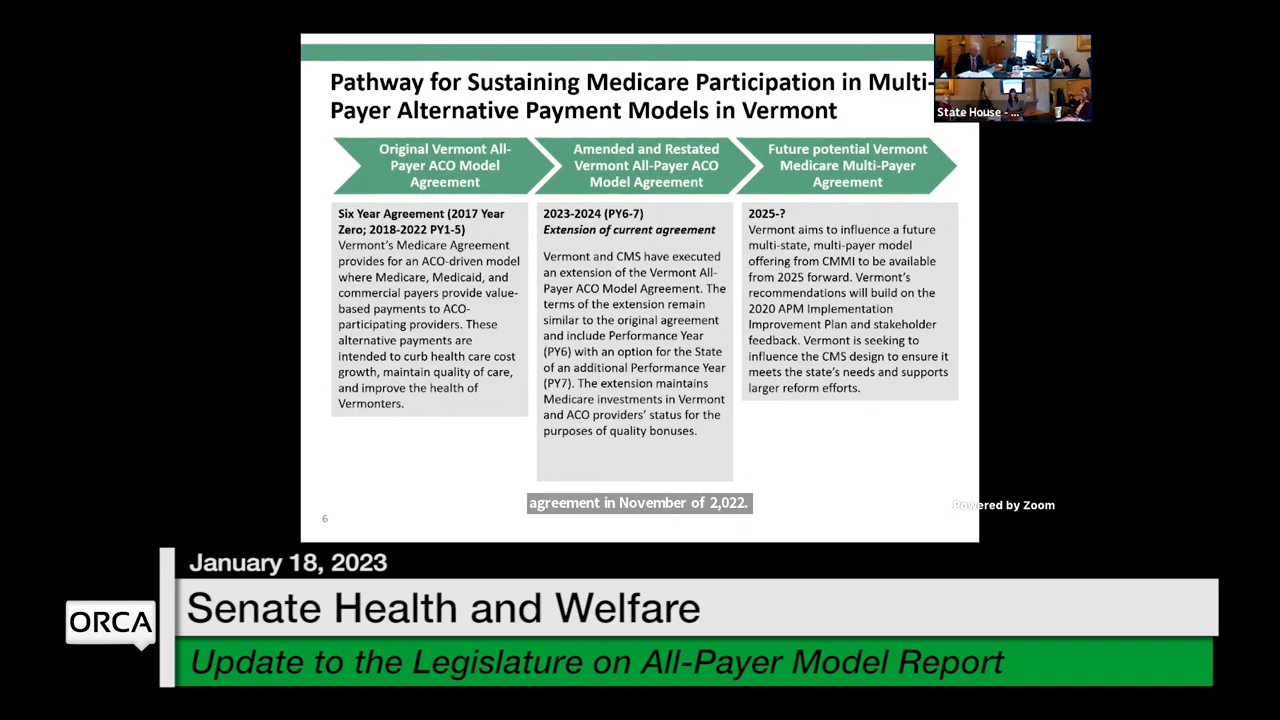 Pathway for Sustaining Medicare Participation in Multi-
Payer Alternative Payment Models in Vermont
State House - ...
Original Vermont All-
Payer ACO Model
Agreement
Amended and Restated
Vermont All-Payer ACO
Model Agreement
Future potential Vermont
Medicare Multi-Payer
Agreement
Six Year Agreement (2017 Year
Zero; 2018-2022 PY1-5)
Vermont's Medicare Agreement
provides for an ACO-driven model
where Medicare, Medicaid, and
commercial payers provide value-
based payments to ACO-
participating providers. These
alternative payments are
intended to curb health care cost
growth, maintain quality of care,
and improve the health of
Vermonters.
2023-2024 (PY6-7)
Extension of current agreement
Vermont and CMS have executed
an extension of the Vermont All-
Payer ACO Model Agreement. The
terms of the extension remain
similar to the original agreement
and include Performance Year
(PY6) with an option for the State
of an additional Performance Year
(PY7). The extension maintains
Medicare investments in Vermont
and ACO providers' status for the
purposes of quality bonuses.
2025-?
Vermont aims to influence a future
multi-state, multi-payer model
offering from CMMI to be available
from 2025 forward. Vermont's
recommendations will build on the
2020 APM Implementation
Improvement Plan and stakeholder
feedback. Vermont is seeking to
influence the CMS design to ensure it
meets the state's needs and supports
larger reform efforts.
agreement in November of 2,022.
Powered by Zoom
6
January 18, 2023
ORCA
Senate Health and Welfare
Update to the Legislature on All-Payer Model Report